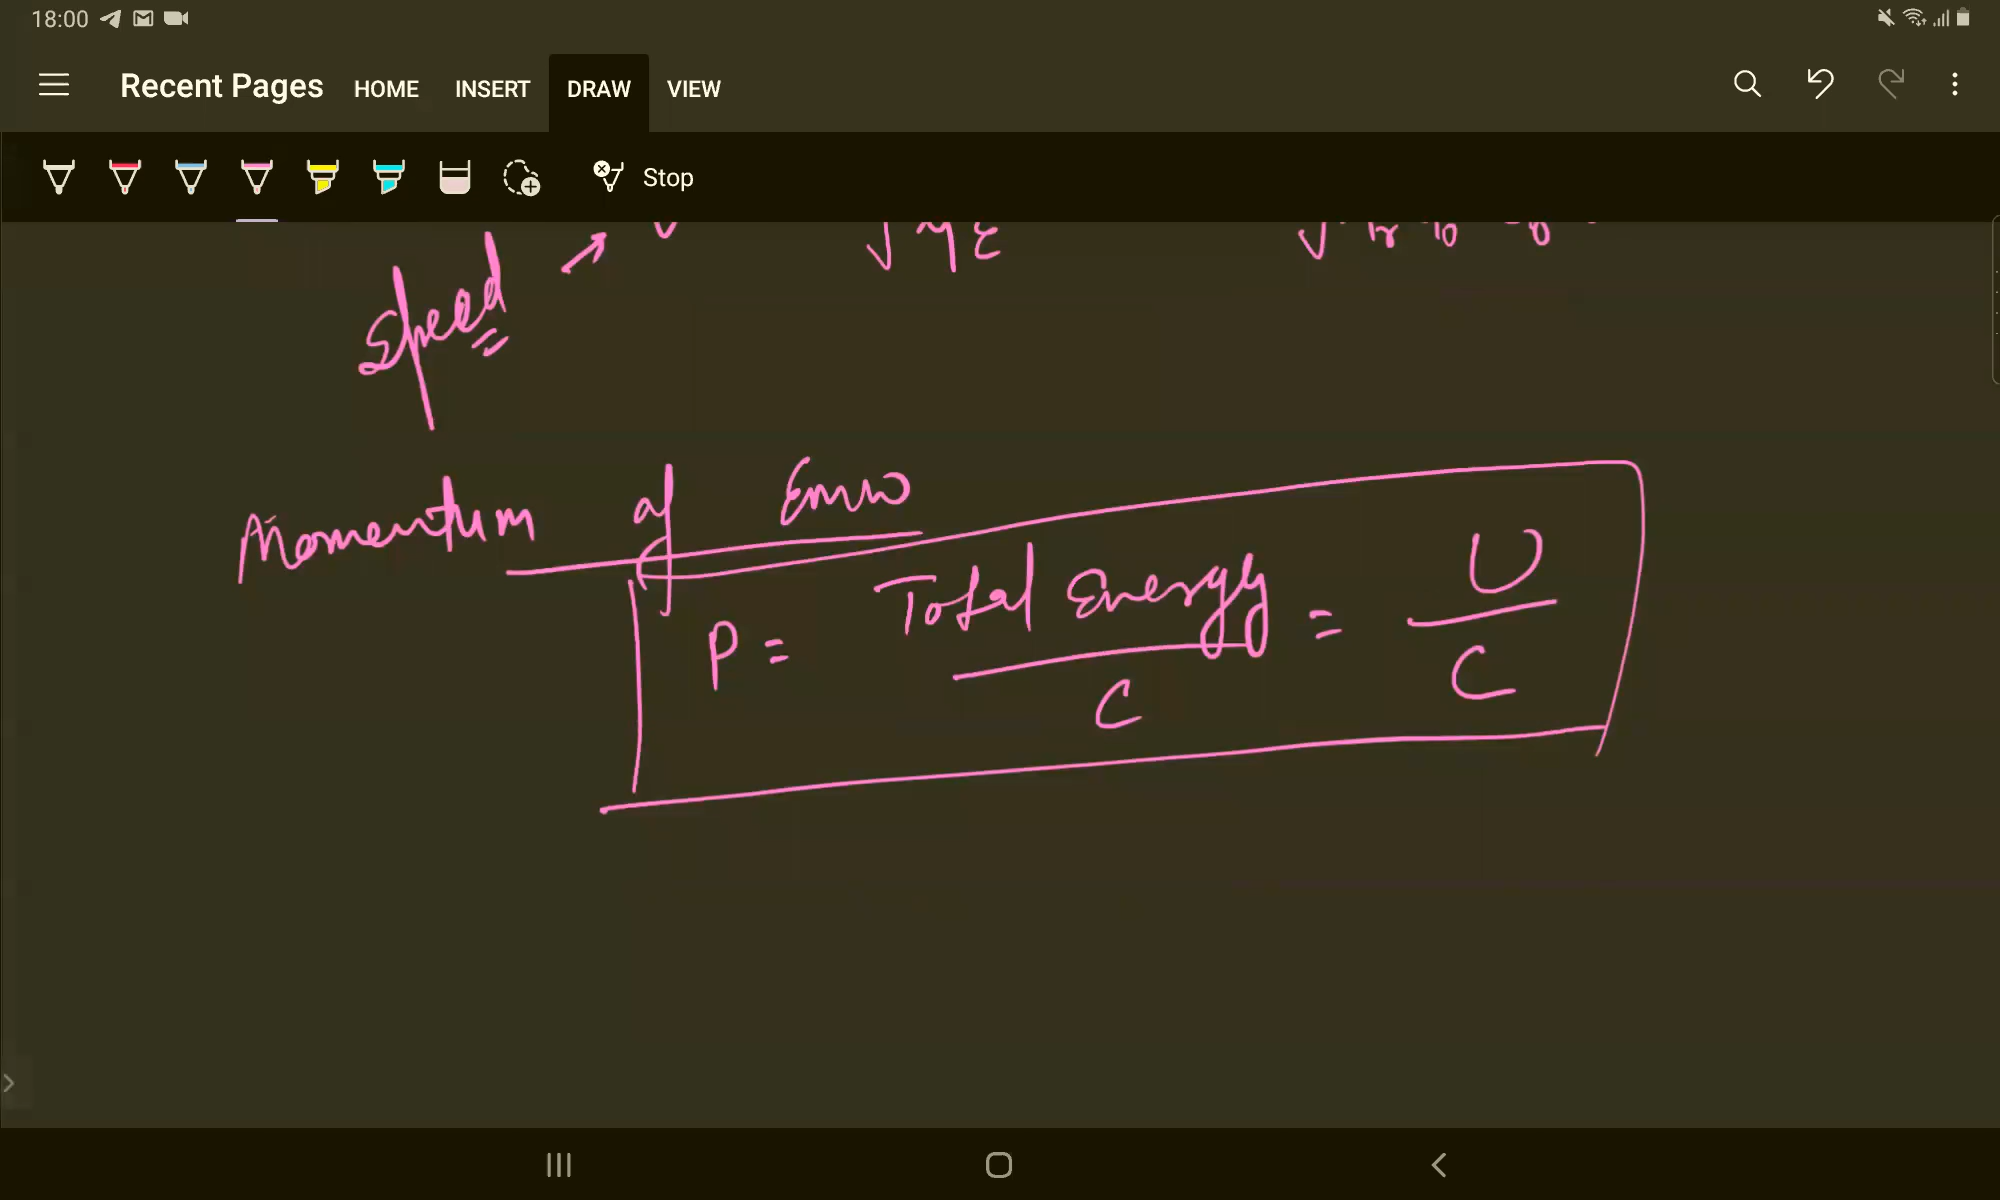 18:00
Recent Pages HOME INSERT DRAW VIEW
Stop
Speed →
Momentum of Emw
P = Total Energy / C = U / C